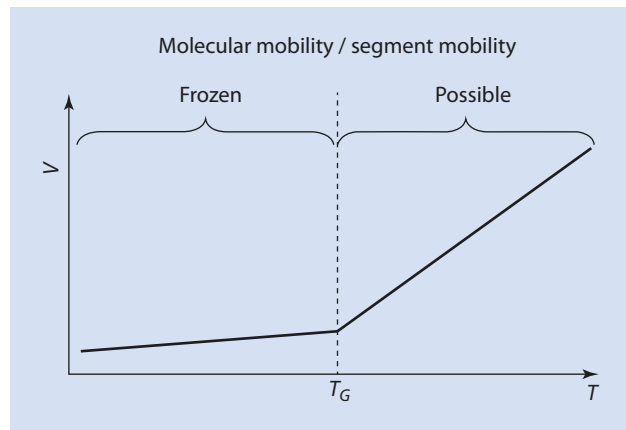 Molecular mobility / segment mobility
Frozen
Possible
V
T_G
T